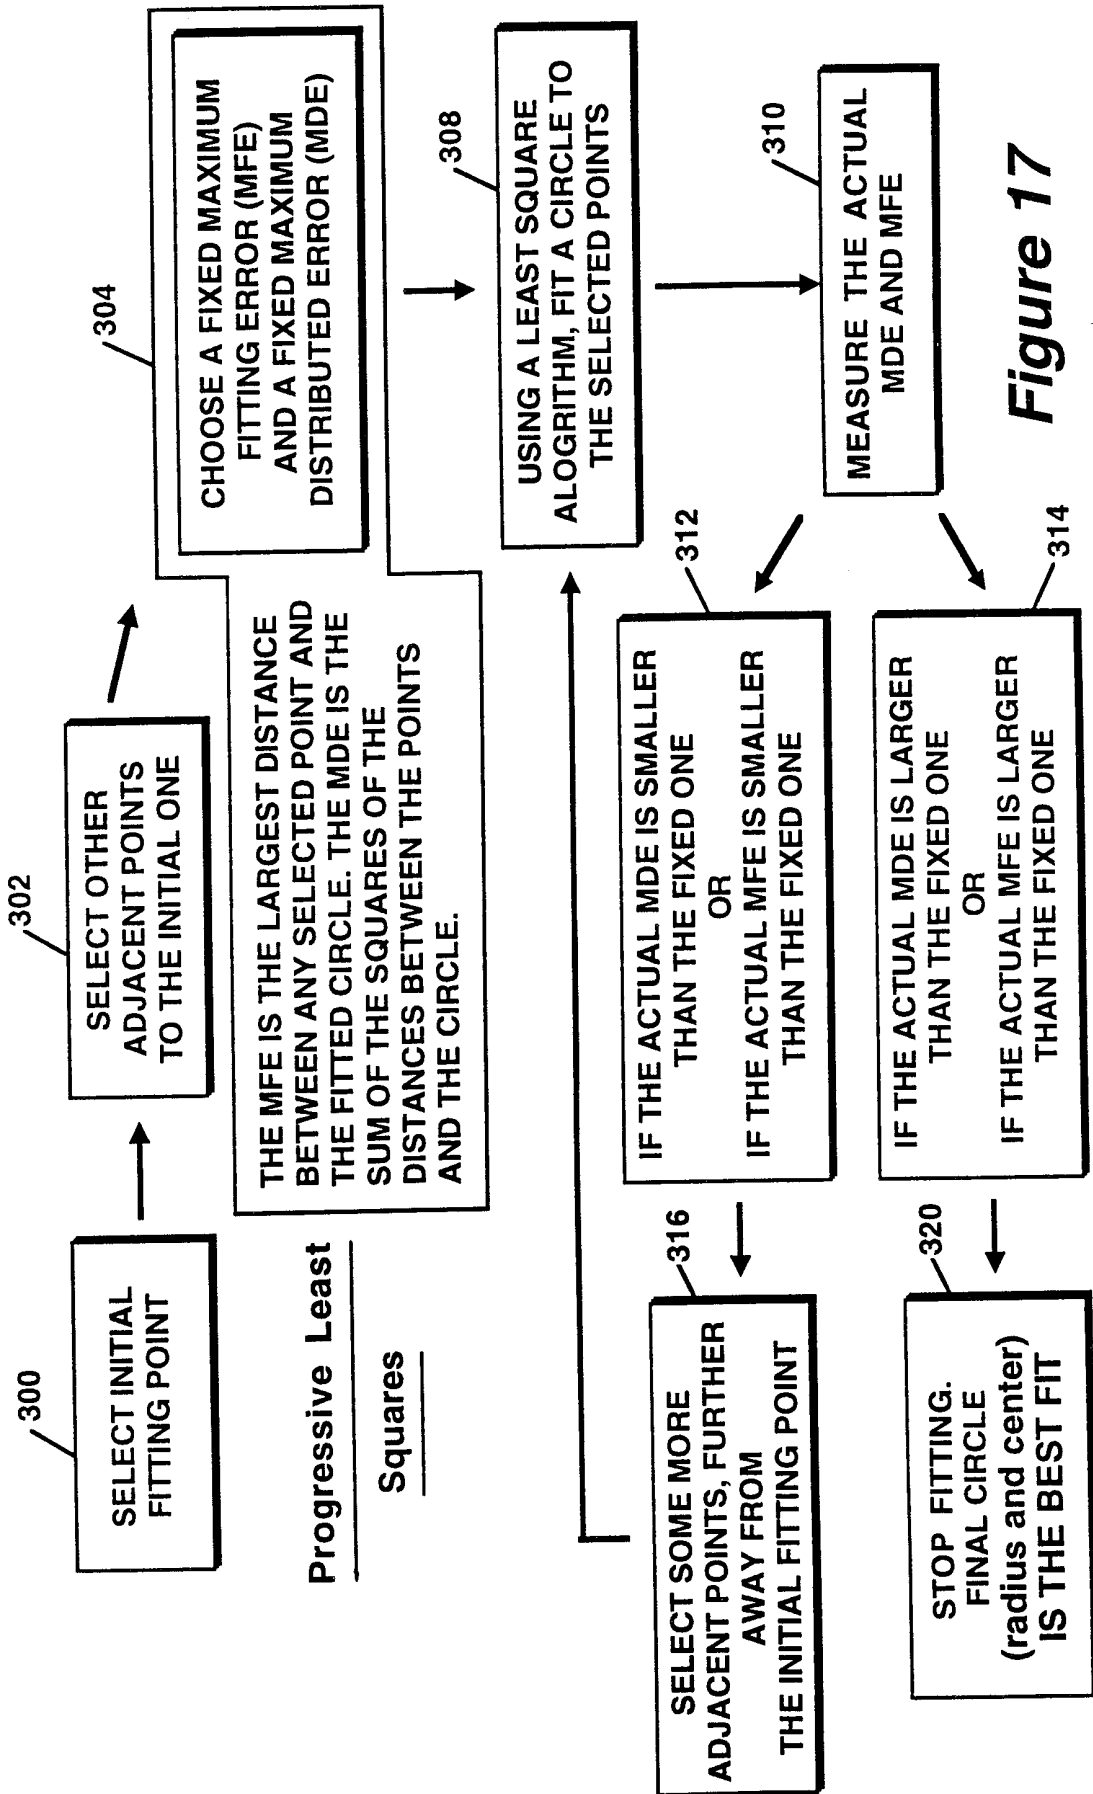 300
SELECT INITIAL
FITTING POINT
302
SELECT OTHER
ADJACENT POINTS
TO THE INITIAL ONE
304
CHOOSE A FIXED MAXIMUM
FITTING ERROR (MFE)
AND A FIXED MAXIMUM
DISTRIBUTED ERROR (MDE)
THE MFE IS THE LARGEST DISTANCE
BETWEEN ANY SELECTED POINT AND
THE FITTED CIRCLE. THE MDE IS THE
SUM OF THE SQUARES OF THE
DISTANCES BETWEEN THE POINTS
AND THE CIRCLE.
Progressive Least
Squares
308
USING A LEAST SQUARE
ALOGRITHM, FIT A CIRCLE TO
THE SELECTED POINTS
310
MEASURE THE ACTUAL
MDE AND MFE
312
IF THE ACTUAL MDE IS SMALLER
THAN THE FIXED ONE
OR
IF THE ACTUAL MFE IS SMALLER
THAN THE FIXED ONE
314
IF THE ACTUAL MDE IS LARGER
THAN THE FIXED ONE
OR
IF THE ACTUAL MFE IS LARGER
THAN THE FIXED ONE
316
SELECT SOME MORE
ADJACENT POINTS, FURTHER
AWAY FROM
THE INITIAL FITTING POINT
320
STOP FITTING.
FINAL CIRCLE
(radius and center)
IS THE BEST FIT
Figure 17